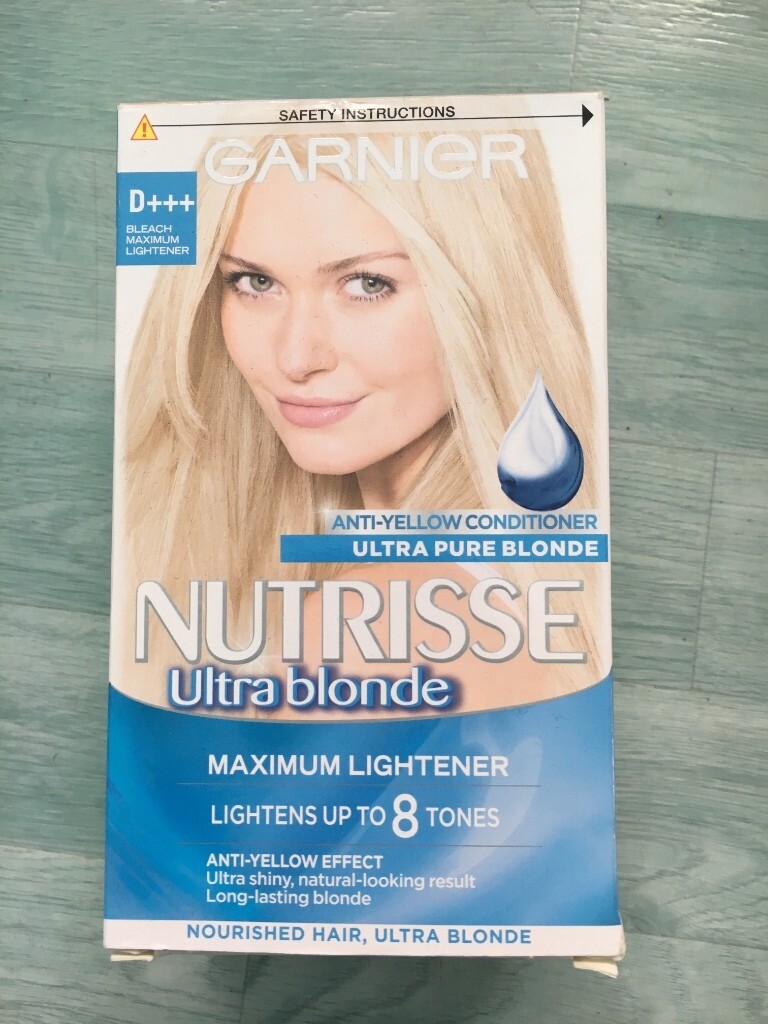 SAFETY INSTRUCTIONS
GARNIER
D+++
BLEACH
MAXIMUM
LIGHTENER
ANTI-YELLOW CONDITIONER
ULTRA PURE BLONDE
NUTRISSE
Ultra blonde
MAXIMUM LIGHTENER
LIGHTENS UP TO 8 TONES
ANTI-YELLOW EFFECT
Ultra shiny, natural-looking result
Long-lasting blonde
NOURISHED HAIR, ULTRA BLONDE